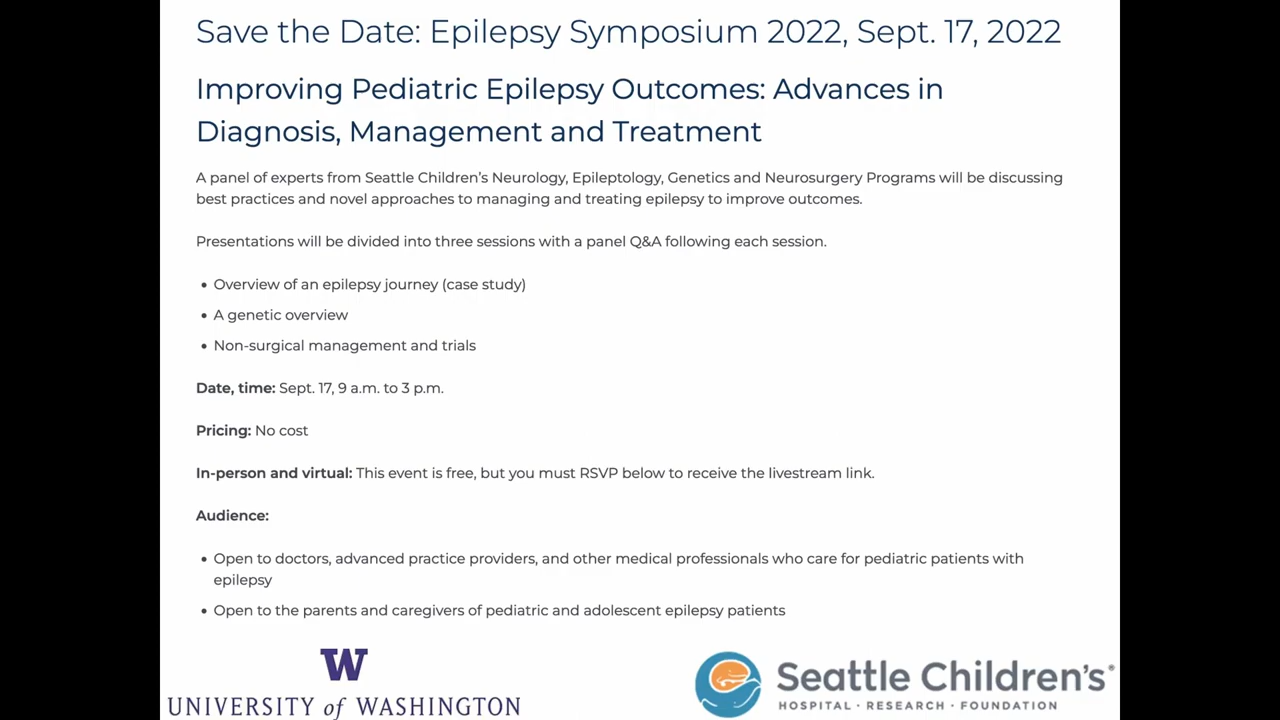 Save the Date: Epilepsy Symposium 2022, Sept. 17, 2022
Improving Pediatric Epilepsy Outcomes: Advances in
Diagnosis, Management and Treatment
A panel of experts from Seattle Children's Neurology, Epileptology, Genetics and Neurosurgery Programs will be discussing
best practices and novel approaches to managing and treating epilepsy to improve outcomes.
Presentations will be divided into three sessions with a panel Q&A following each session.
• Overview of an epilepsy journey (case study)
• A genetic overview
• Non-surgical management and trials
Date, time: Sept. 17, 9 a.m. to 3 p.m.
Pricing: No cost
In-person and virtual: This event is free, but you must RSVP below to receive the livestream link.
Audience:
• Open to doctors, advanced practice providers, and other medical professionals who care for pediatric patients with
epilepsy
• Open to the parents and caregivers of pediatric and adolescent epilepsy patients
W
UNIVERSITY of WASHINGTON
Seattle Children's®
HOSPITAL · RESEARCH · FOUNDATION